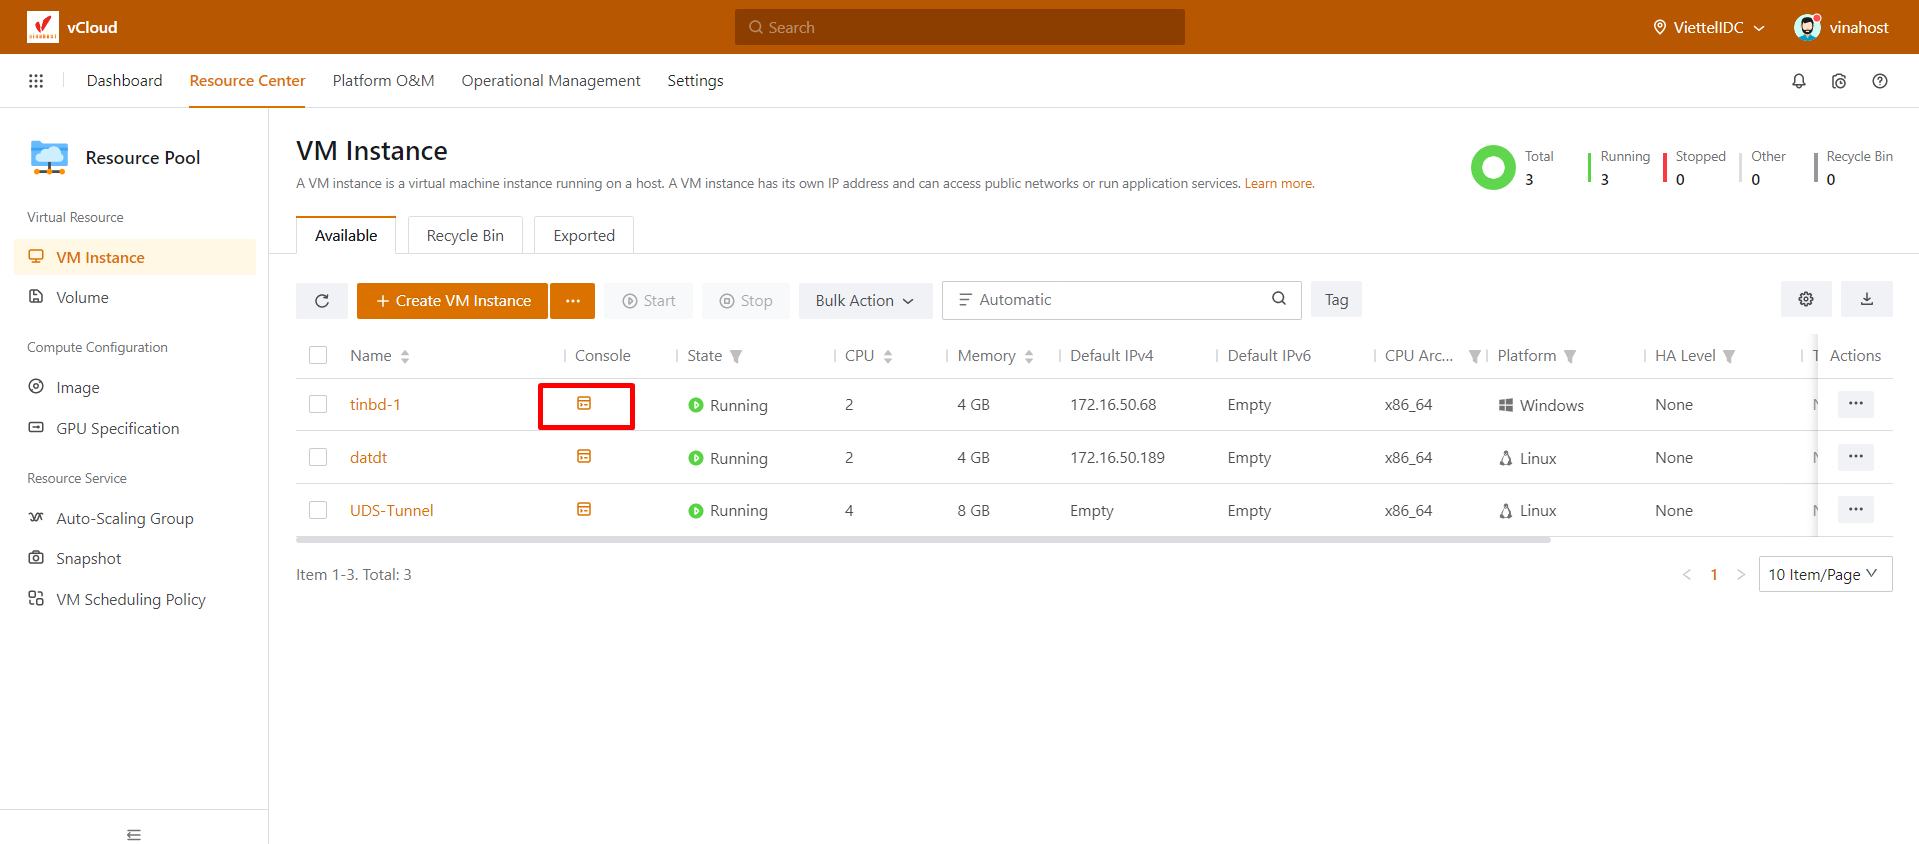 vinahost
vCloud
Search
ViettelIDC
vinahost
Dashboard
Resource Center
Platform O&M
Operational Management
Settings
Resource Pool
Virtual Resource
VM Instance
Volume
Compute Configuration
Image
GPU Specification
Resource Service
Auto-Scaling Group
Snapshot
VM Scheduling Policy
VM Instance
A VM instance is a virtual machine instance running on a host. A VM instance has its own IP address and can access public networks or run application services. Learn more.
Total 3
Running 3
Stopped 0
Other 0
Recycle Bin 0
Available
Recycle Bin
Exported
+ Create VM Instance
Start
Stop
Bulk Action
Automatic
Tag
Name Console State CPU Memory Default IPv4 Default IPv6 CPU Arc... Platform HA Level Actions
tinbd-1 Running 2 4 GB 172.16.50.68 Empty x86_64 Windows None
datdt Running 2 4 GB 172.16.50.189 Empty x86_64 Linux None
UDS-Tunnel Running 4 8 GB Empty Empty x86_64 Linux None
Item 1-3. Total: 3
< 1 >
10 Item/Page